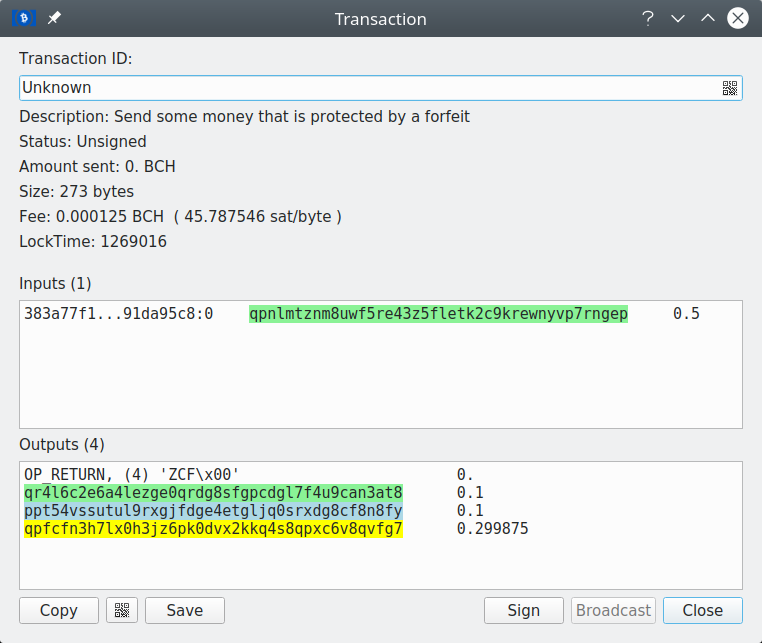 Transaction
Transaction ID:
Unknown
Description: Send some money that is protected by a forfeit
Status: Unsigned
Amount sent: 0. BCH
Size: 273 bytes
Fee: 0.000125 BCH ( 45.787546 sat/byte )
LockTime: 1269016
Inputs (1)
383a77f1...91da95c8:0 qpnlmtznm8uwf5re43z5fletk2c9krewnyvp7rngep 0.5
Outputs (4)
OP_RETURN, (4) 'ZCF\x00' 0.
qr4l6c2e6a4lezge0qrdg8sfgpcdgl7f4u9can3at8 0.1
ppt54vssutul9rxgjfdge4etgljq0srxdg8cf8n8fy 0.1
qpfcfn3h7lx0h3jz6pk0dvx2kkq4s8qpxc6v8qvfg7 0.299875
Copy Save Sign Broadcast Close